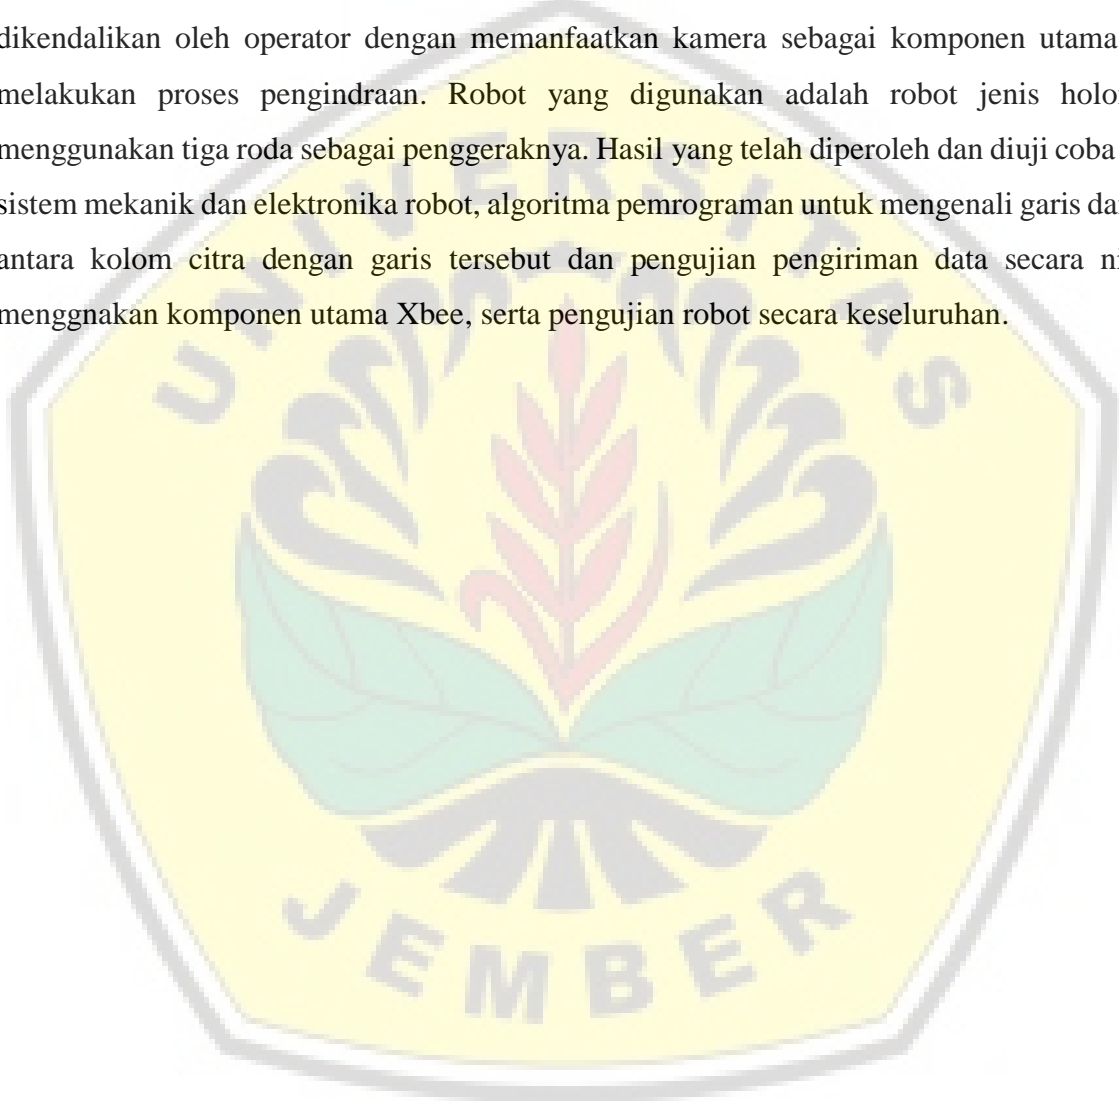 dikendalikan oleh operator dengan memanfaatkan kamera sebagai komponen utama
melakukan proses pengindraan. Robot yang digunakan adalah robot jenis holo
menggunakan tiga roda sebagai penggeraknya. Hasil yang telah diperoleh dan diuji coba
sistem mekanik dan elektronika robot, algoritma pemrograman untuk mengenali garis da
antara kolom citra dengan garis tersebut dan pengujian pengiriman data secara ni
menggnakan komponen utama Xbee, serta pengujian robot secara keseluruhan.
UNIVERSITAS
JEMBER